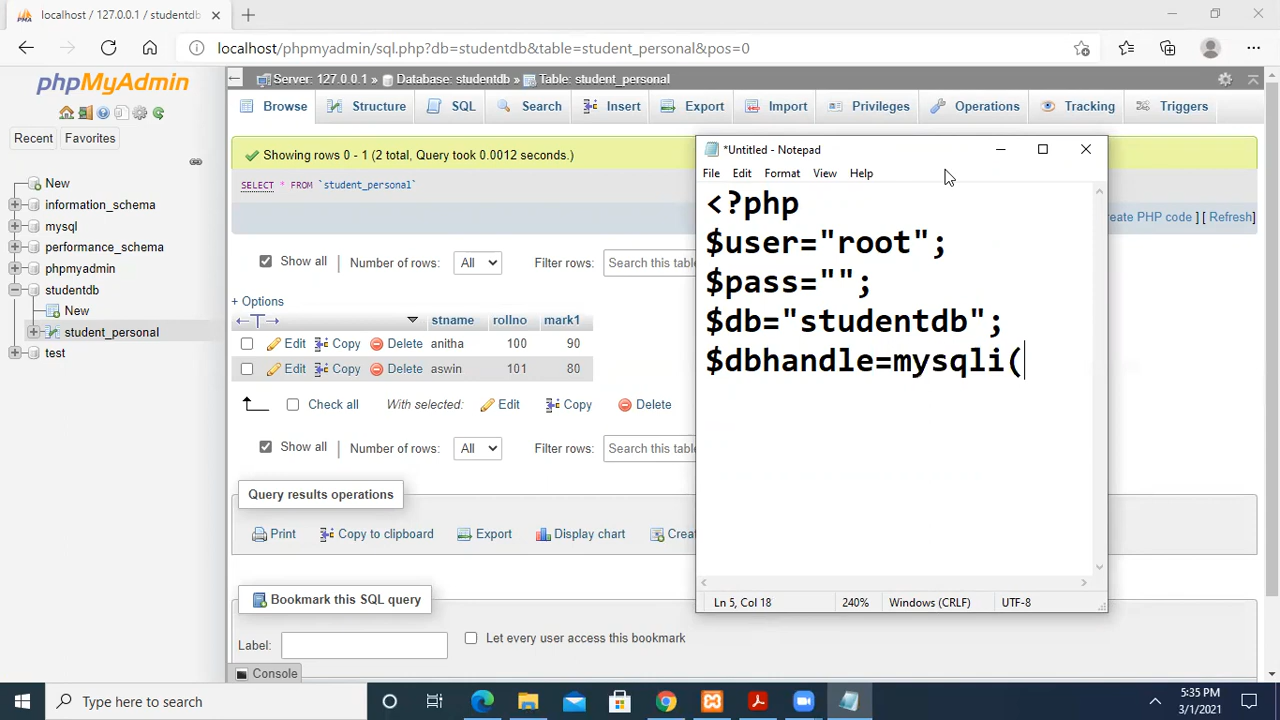 localhost / 127.0.0.1 / studentdb
localhost/phpmyadmin/sql.php?db=studentdb&table=student_personal&pos=0
phpMyAdmin
Recent
Favorites
New
information_schema
mysql
performance_schema
phpmyadmin
studentdb
New
student_personal
test
Server: 127.0.0.1 » Database: studentdb » Table: student_personal
Browse Structure SQL Search Insert Export Import Privileges Operations Tracking Triggers
Showing rows 0 - 1 (2 total, Query took 0.0012 seconds.)
SELECT * FROM `student_personal`
reate PHP code ] [ Refresh]
Show all | Number of rows: All Filter rows: Search this table
+ Options
←T→ stname rollno mark1
Edit Copy Delete anitha 100 90
Edit Copy Delete aswin 101 80
Check all With selected: Edit Copy Delete
Show all | Number of rows: All Filter rows: Search this table
Query results operations
Print Copy to clipboard Export Display chart Crea
Bookmark this SQL query
Label: Let every user access this bookmark
Console
*Untitled - Notepad
File Edit Format View Help
<?php
$user="root";
$pass="";
$db="studentdb";
$dbhandle=mysqli(
Ln 5, Col 18 240% Windows (CRLF) UTF-8
Type here to search
5:35 PM
3/1/2021